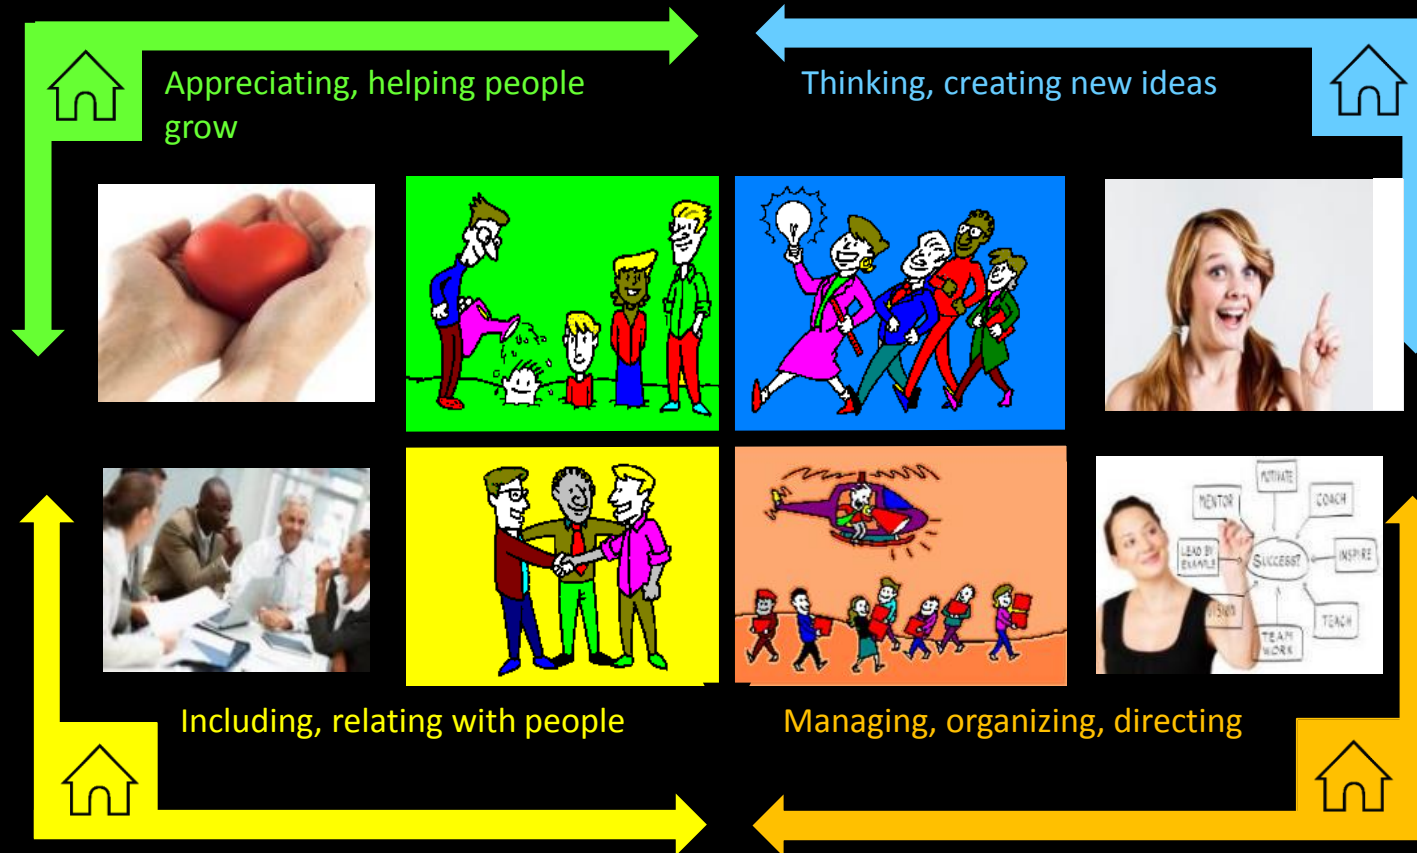 Appreciating, helping people
grow
Thinking, creating new ideas
MOTIVATE
MENTOR
COACH
LEAD BY
EXAMPLE
SUCCESS?
INSPIRE
VISION
TEAM
WORK
TEACH
Including, relating with people
Managing, organizing, directing